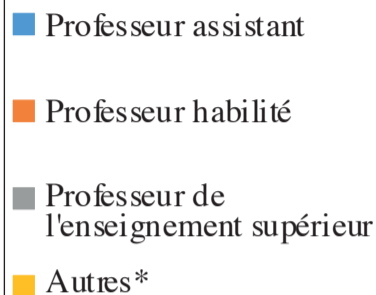 Professeur assistant
Professeur habilité
Professeur de
l'enseignement supérieur
Autres*